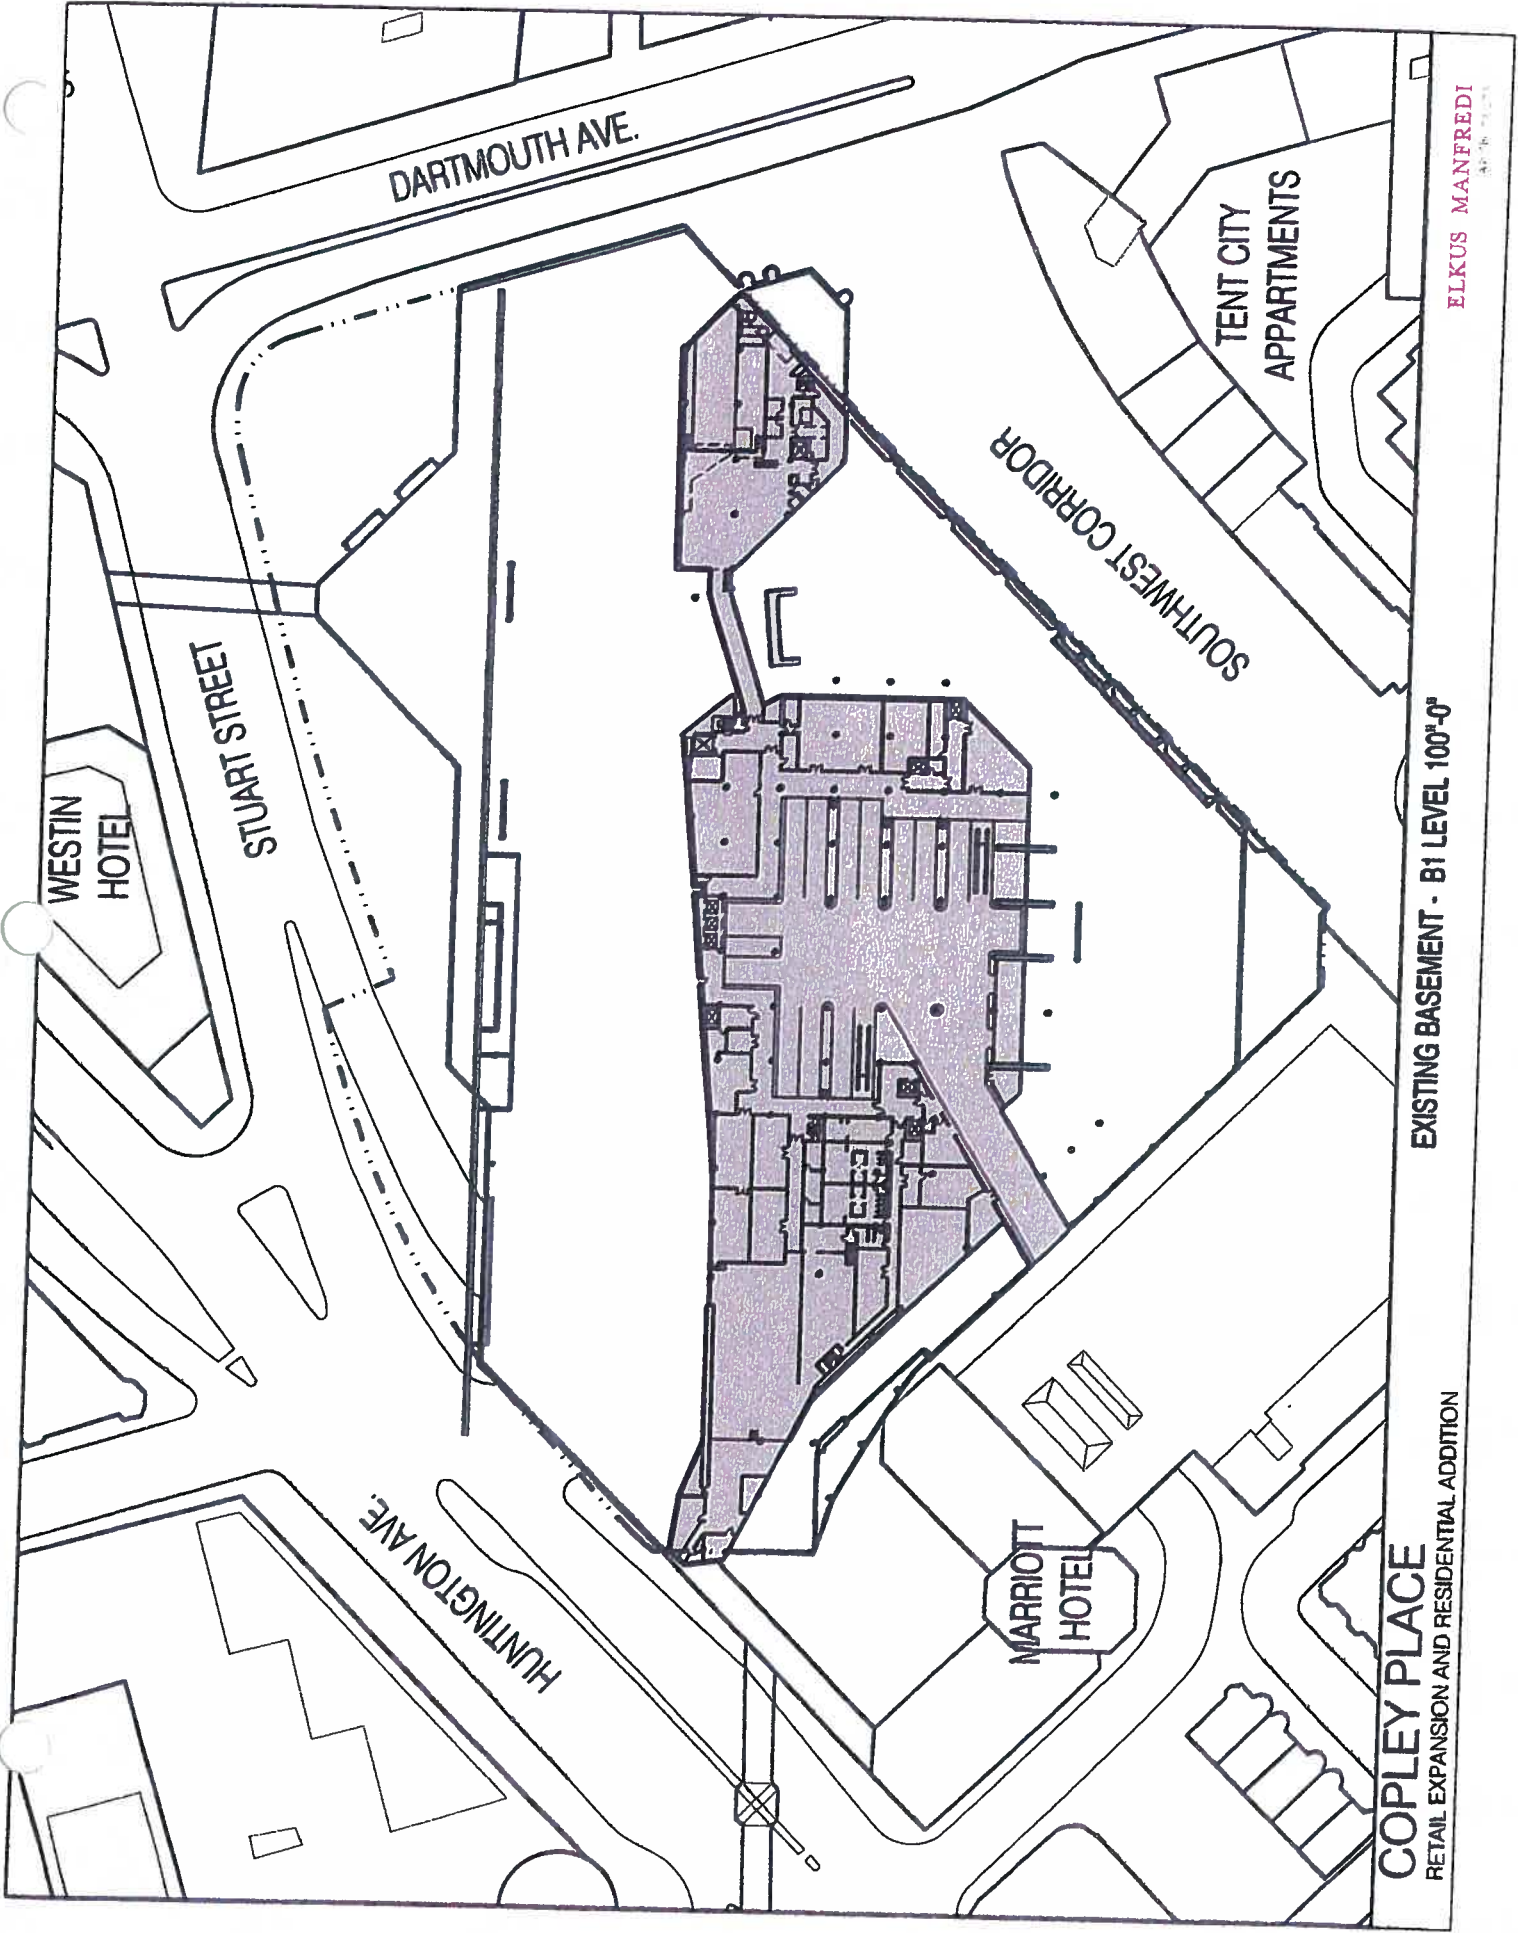 WESTIN
HOTEL
STUART STREET
DARTMOUTH AVE.
HUNTINGTON AVE.
SOUTHWEST CORRIDOR
TENT CITY
APPARTMENTS
MARRIOTT
HOTEL
COPLEY PLACE
RETAIL EXPANSION AND RESIDENTIAL ADDITION
EXISTING BASEMENT - B1 LEVEL 100"-0"
ELKUS MANFREDI